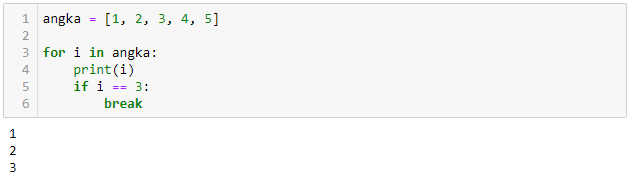 1 angka = [1, 2, 3, 4, 5]
2
3 for i in angka:
4     print(i)
5     if i == 3:
6         break
1
2
3